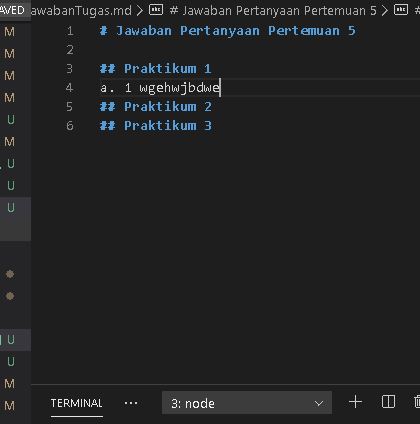 AVED awabanTugas.md > # Jawaban Pertanyaan Pertemuan 5 > #
M
M
M
M
U
M
U
U
U
U
U
M
M
1 # Jawaban Pertanyaan Pertemuan 5
2
3 ## Praktikum 1
4 a. 1 wgehwjbdwe
5 ## Praktikum 2
6 ## Praktikum 3
TERMINAL ... 3: node